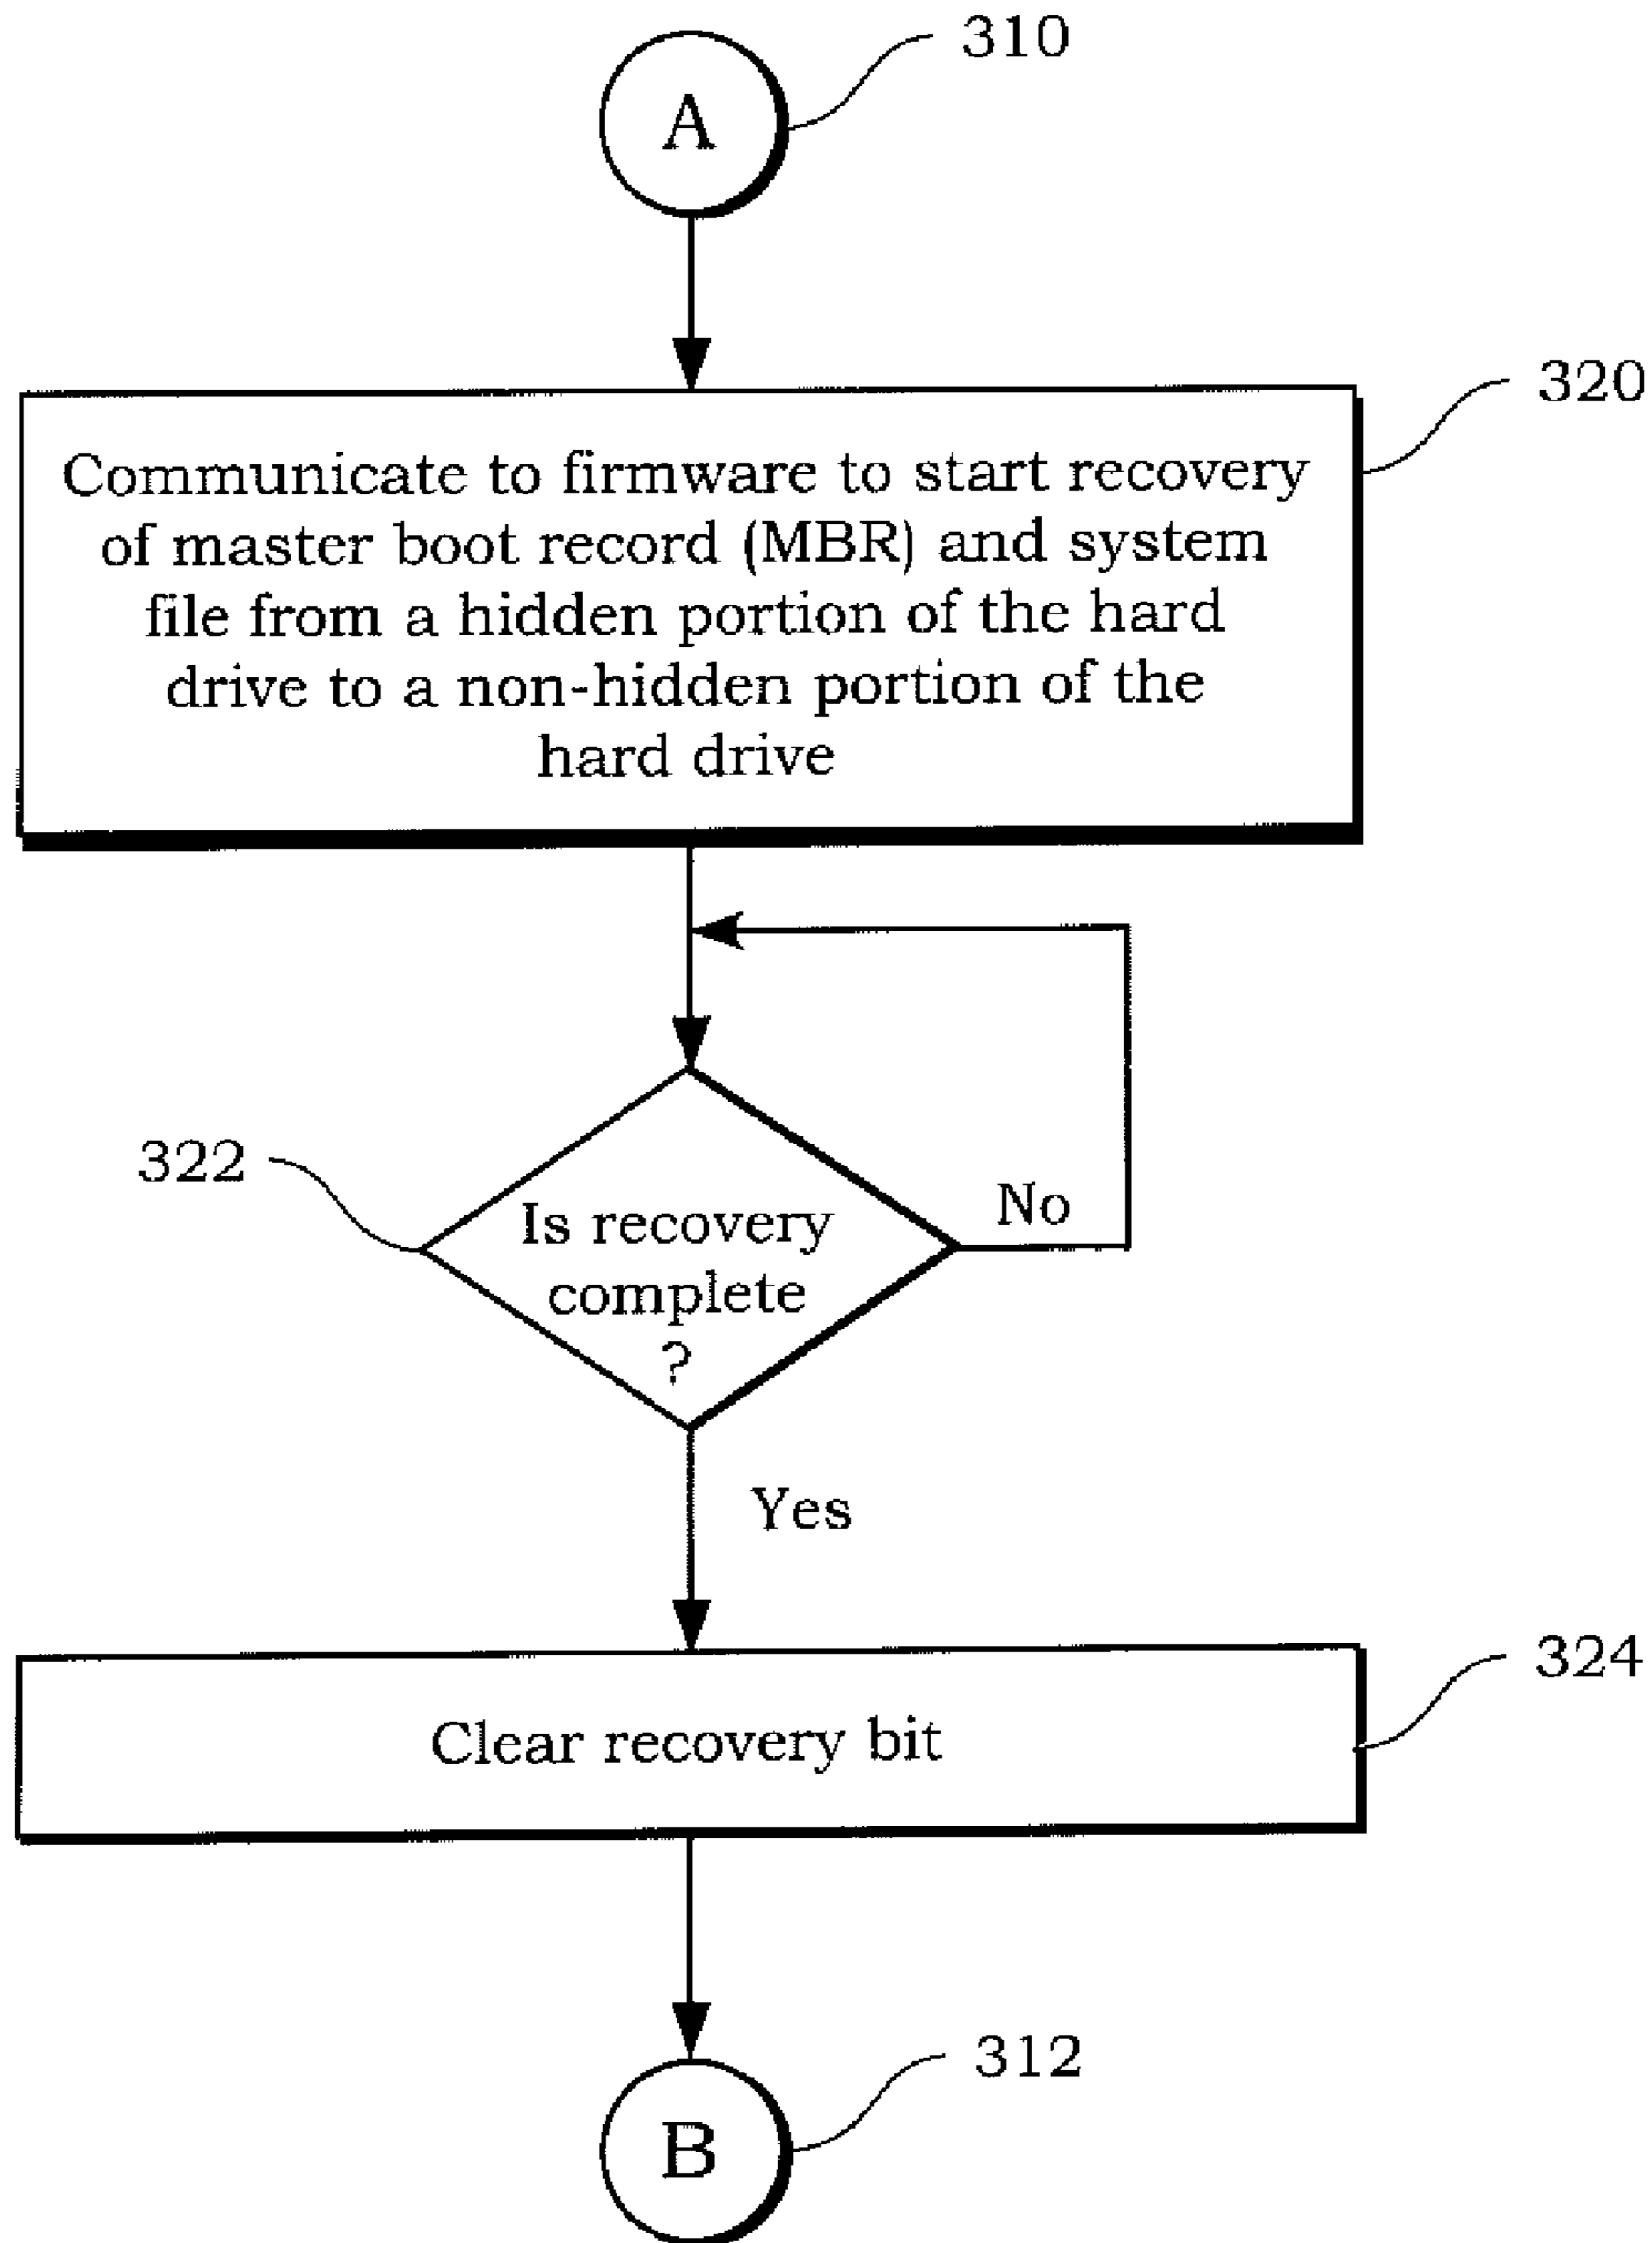 310
A
320
Communicate to firmware to start recovery
of master boot record (MBR) and system
file from a hidden portion of the hard
drive to a non-hidden portion of the
hard drive
322
No
Is recovery
complete
?
Yes
324
Clear recovery bit
312
B